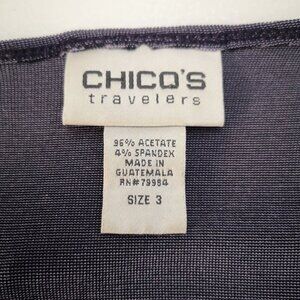 CHICO'S
travelers
96% ACETATE
4% SPANDEX
MADE IN
GUATEMALA
RN#79984
SIZE 3